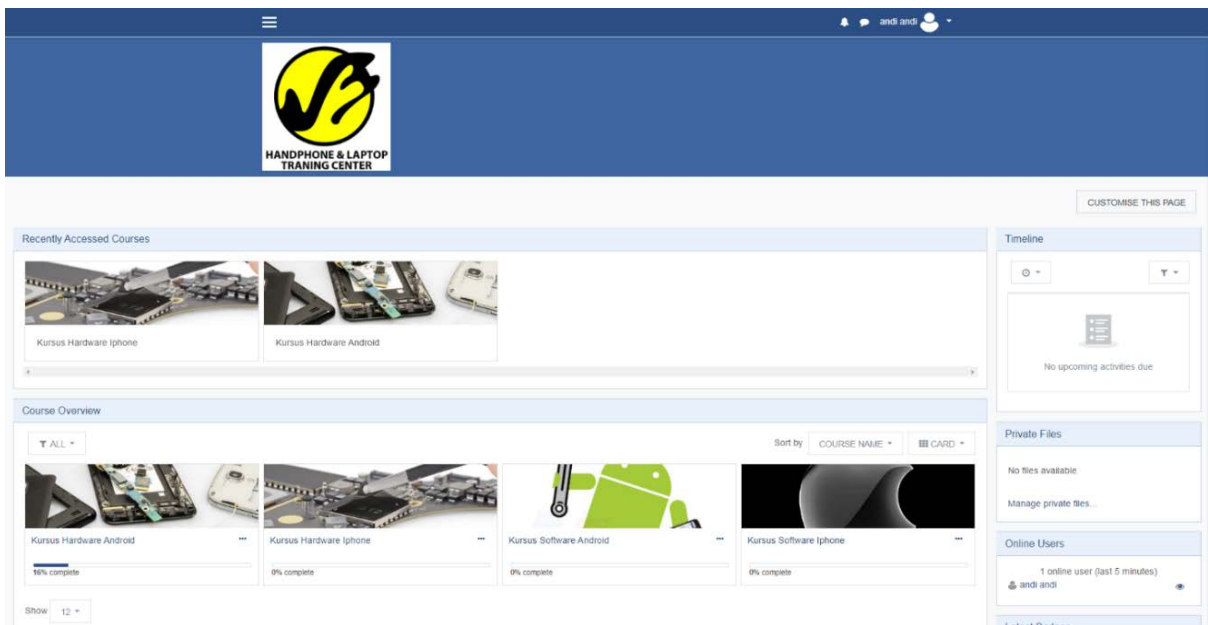 andi andi
HANDPHONE & LAPTOP
TRANING CENTER
CUSTOMISE THIS PAGE
Recently Accessed Courses
Kursus Hardware Iphone
Kursus Hardware Android
Course Overview
ALL
Sort by
COURSE NAME
CARD
Kursus Hardware Android
Kursus Hardware Iphone
Kursus Software Android
Kursus Software Iphone
16% complete
0% complete
0% complete
0% complete
Show
12
Timeline
No upcoming activities due
Private Files
No files available
Manage private files...
Online Users
1 online user (last 5 minutes)
andi andi